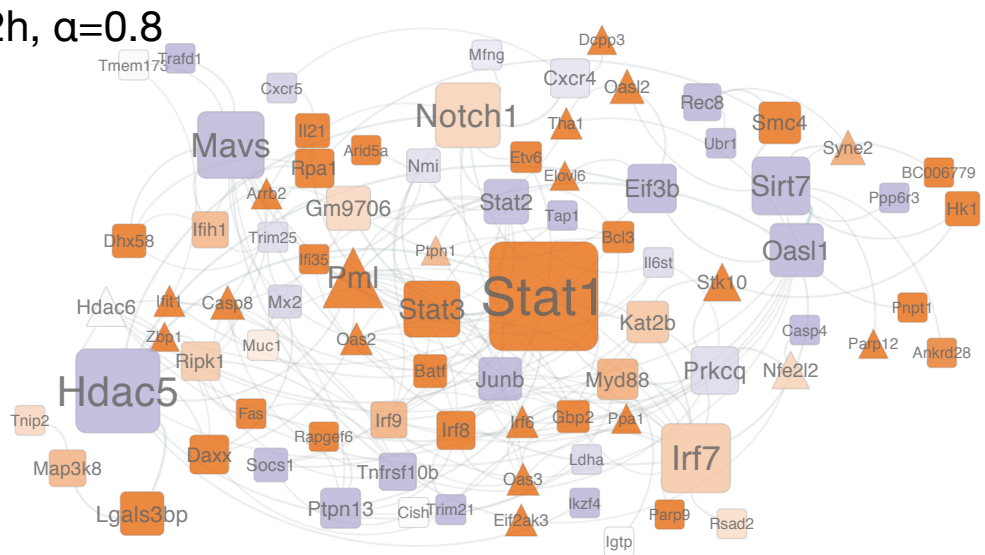 2h, α=0.8
Dcpp3
Tmem173
Trafd1
Mfng
Cxcr4
Cxcr5
Oasl2
Rec8
Notch1
Smc4
Tha1
Il21
Mavs
Ubr1
Syne2
Arid5a
Etv6
Rpa1
Nmi
BC006779
Elovl6
Sirt7
Eif3b
Arrb2
Ppp6r3
Stat2
Gm9706
Hk1
Tap1
Ifih1
Trim25
Bcl3
Dhx58
Oasl1
Ptpn1
Ifi35
Il6st
Pml
Stk10
Stat1
Mx2
Ifit1
Casp8
Hdac6
Stat3
Pnpt1
Kat2b
Casp4
Zbp1
Oas2
Muc1
Parp12
Ankrd28
Ripk1
Batf
Prkcq
Nfe2l2
Junb
Myd88
Hdac5
Fas
Gbp2
Tnip2
Irf9
Ppa1
Irf6
Irf8
Rapgef6
Daxx
Irf7
Ldha
Socs1
Map3k8
Tnfrsf10b
Oas3
Ikzf4
Ptpn13
Trim21
Cish
Lgals3bp
Parp9
Eif2ak3
Rsad2
Igtp